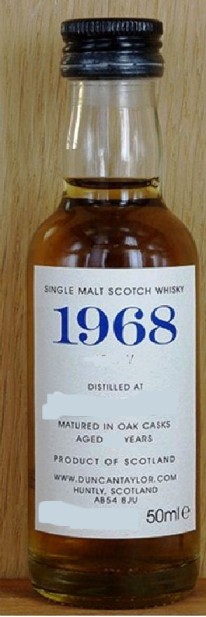 SINGLE MALT SCOTCH WHISKY
1968
DISTILLED AT
MATURED IN OAK CASKS
AGED YEARS
PRODUCT OF SCOTLAND
WWW.DUNCANTAYLOR.COM
HUNTLY, SCOTLAND
AB54 8JU
50ml e